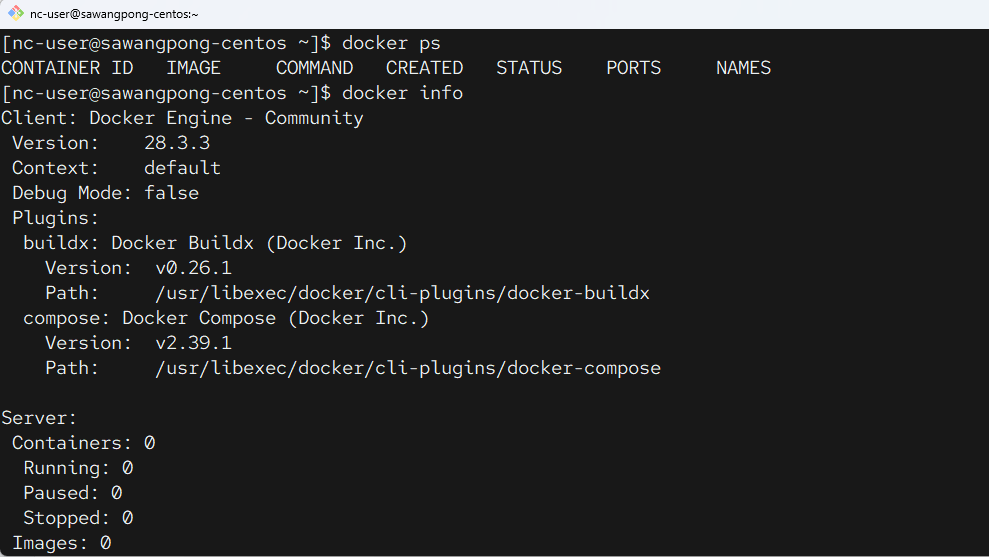 nc-user@sawangpong-centos:~
[nc-user@sawangpong-centos ~]$ docker ps
CONTAINER ID   IMAGE     COMMAND   CREATED   STATUS    PORTS     NAMES
[nc-user@sawangpong-centos ~]$ docker info
Client: Docker Engine - Community
 Version:    28.3.3
 Context:    default
 Debug Mode: false
 Plugins:
  buildx: Docker Buildx (Docker Inc.)
    Version:  v0.26.1
    Path:     /usr/libexec/docker/cli-plugins/docker-buildx
  compose: Docker Compose (Docker Inc.)
    Version:  v2.39.1
    Path:     /usr/libexec/docker/cli-plugins/docker-compose

Server:
 Containers: 0
  Running: 0
  Paused: 0
  Stopped: 0
 Images: 0